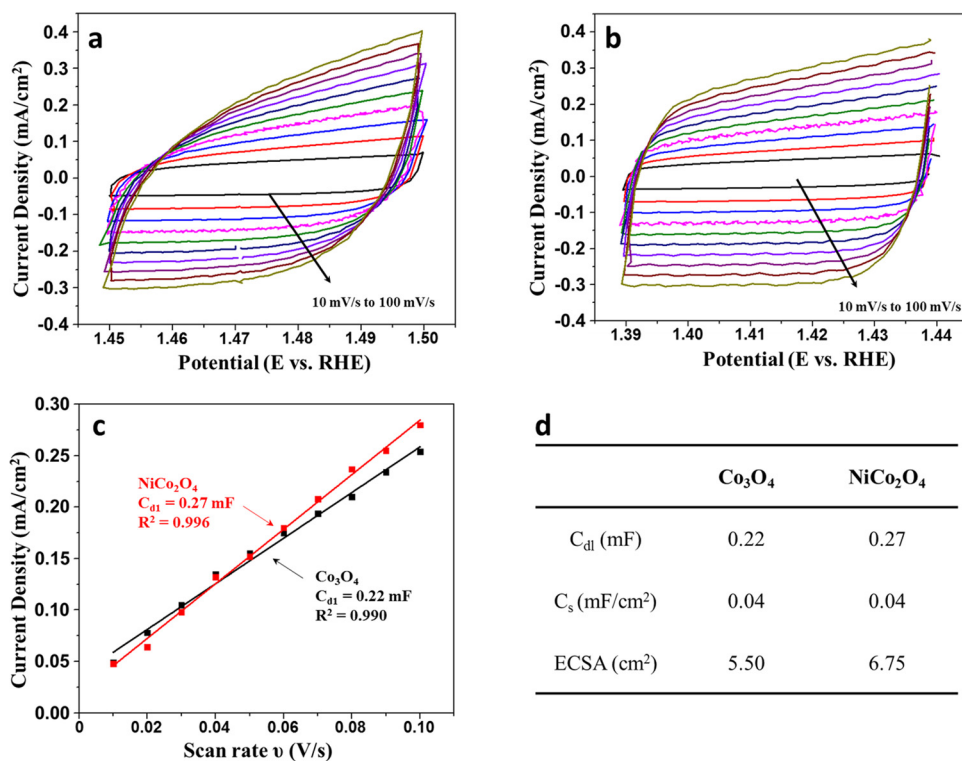 a
0.4
0.3
0.2
0.1
0.0
-0.1
-0.2
-0.3
-0.4
Current Density (mA/cm²)
10 mV/s to 100 mV/s
1.45 1.46 1.47 1.48 1.49 1.50
Potential (E vs. RHE)
b
0.4
0.3
0.2
0.1
0.0
-0.1
-0.2
-0.3
-0.4
Current Density (mA/cm²)
10 mV/s to 100 mV/s
1.39 1.40 1.41 1.42 1.43 1.44
Potential (E vs. RHE)
c
0.30
0.25
0.20
0.15
0.10
0.05
0.00
Current Density (mA/cm²)
NiCo₂O₄
C_d1 = 0.27 mF
R² = 0.996
Co₃O₄
C_d1 = 0.22 mF
R² = 0.990
0.00 0.02 0.04 0.06 0.08 0.10
Scan rate υ (V/s)
d
Co₃O₄ NiCo₂O₄
C_dl (mF) 0.22 0.27
C_s (mF/cm²) 0.04 0.04
ECSA (cm²) 5.50 6.75